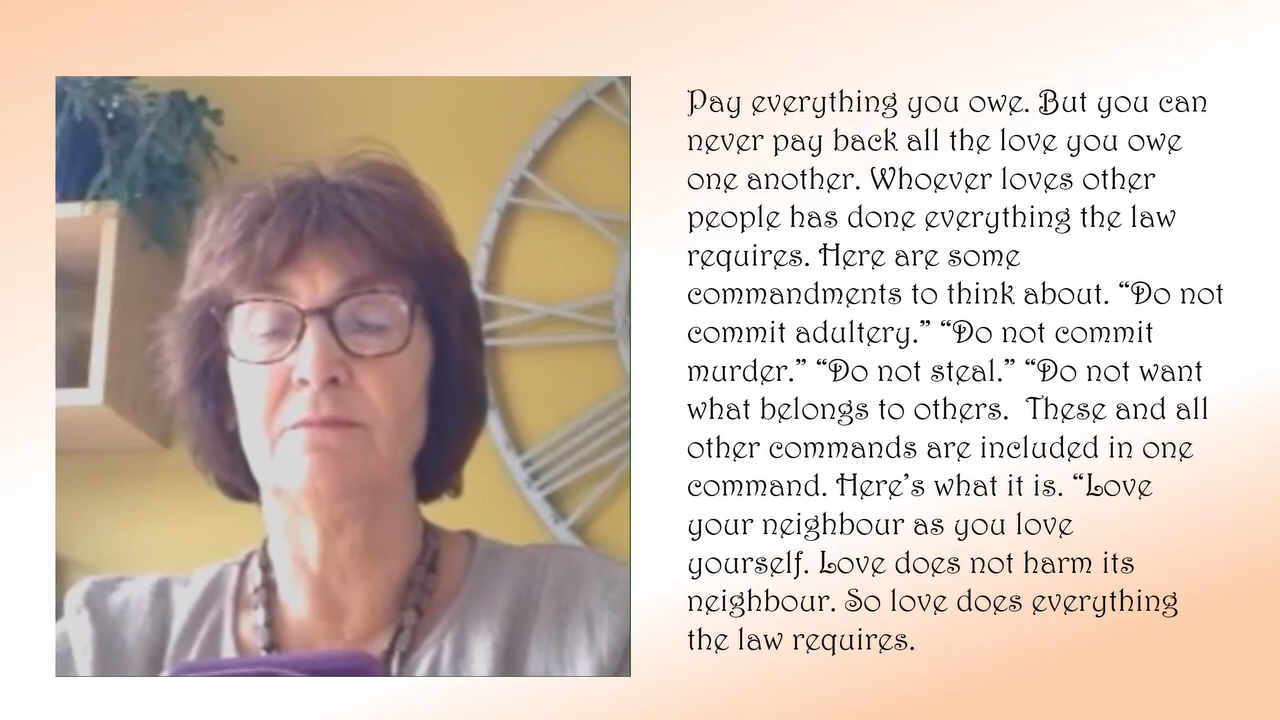 Pay everything you owe. But you can
never pay back all the love you owe
one another. Whoever loves other
people has done everything the law
requires. Here are some
commandments to think about. “Do not
commit adultery.” “Do not commit
murder.” “Do not steal.” “Do not want
what belongs to others.  These and all
other commands are included in one
command. Here’s what it is. “Love
your neighbour as you love
yourself. Love does not harm its
neighbour. So love does everything
the law requires.